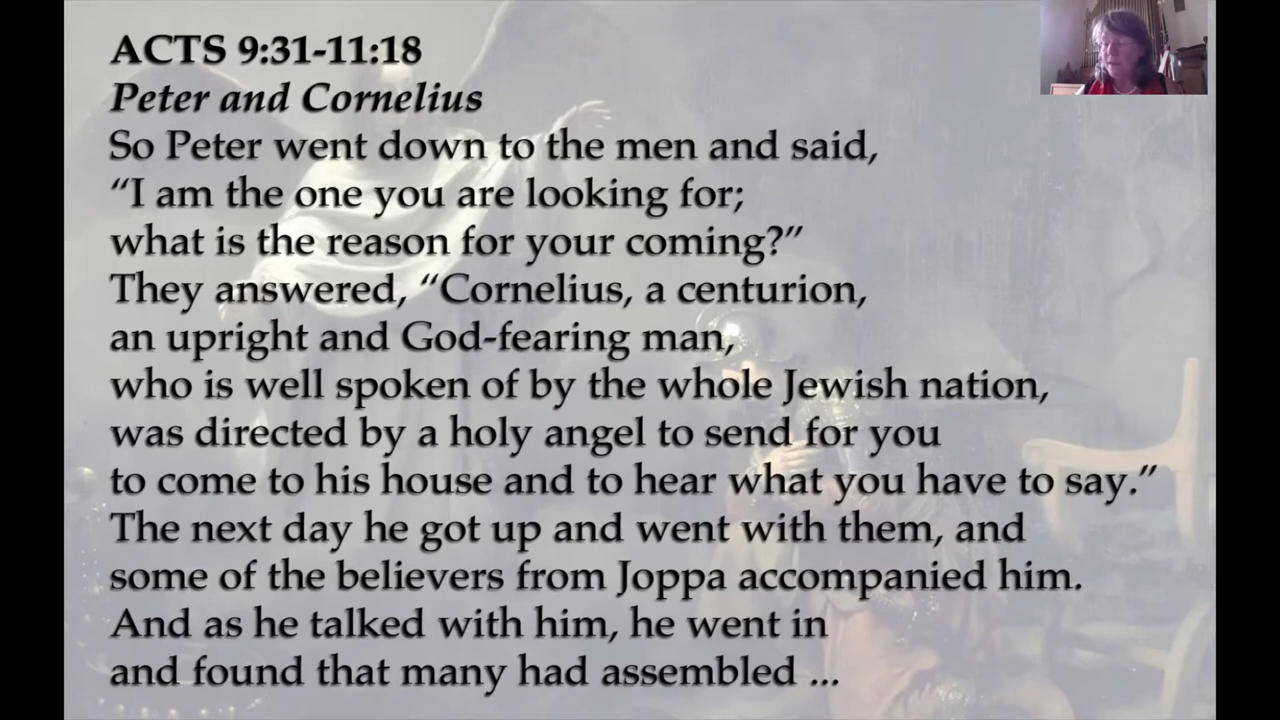 ACTS 9:31-11:18
Peter and Cornelius
So Peter went down to the men and said,
“I am the one you are looking for;
what is the reason for your coming?”
They answered, “Cornelius, a centurion,
an upright and God-fearing man,
who is well spoken of by the whole Jewish nation,
was directed by a holy angel to send for you
to come to his house and to hear what you have to say.”
The next day he got up and went with them, and
some of the believers from Joppa accompanied him.
And as he talked with him, he went in
and found that many had assembled ...